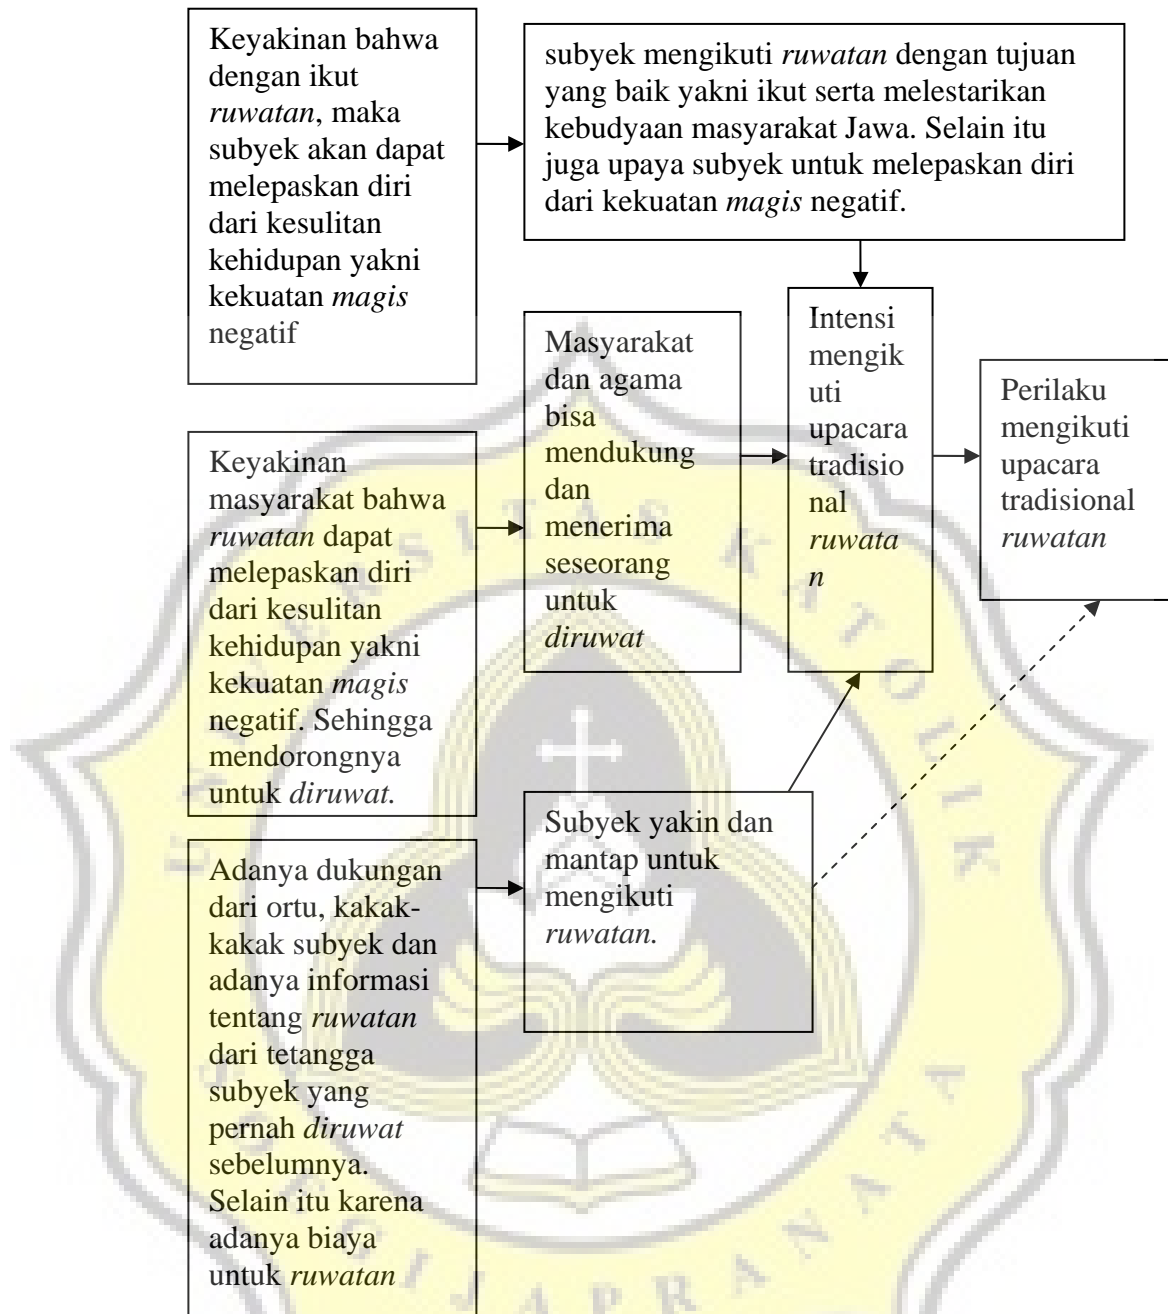 Keyakinan bahwa
dengan ikut
ruwatan, maka
subyek akan dapat
melepaskan diri
dari kesulitan
kehidupan yakni
kekuatan magis
negatif
subyek mengikuti ruwatan dengan tujuan
yang baik yakni ikut serta melestarikan
kebudyaan masyarakat Jawa. Selain itu
juga upaya subyek untuk melepaskan diri
dari kekuatan magis negatif.
Keyakinan
masyarakat bahwa
ruwatan dapat
melepaskan diri
dari kesulitan
kehidupan yakni
kekuatan magis
negatif. Sehingga
mendorongnya
untuk diruwat.
Masyarakat
dan agama
bisa
mendukung
dan
menerima
seseorang
untuk
diruwat
Intensi
mengik
uti
upacara
tradisio
nal
ruwata
n
Perilaku
mengikuti
upacara
tradisional
ruwatan
Adanya dukungan
dari ortu, kakak-
kakak subyek dan
adanya informasi
tentang ruwatan
dari tetangga
subyek yang
pernah diruwat
sebelumnya.
Selain itu karena
adanya biaya
untuk ruwatan
Subyek yakin dan
mantap untuk
mengikuti
ruwatan.